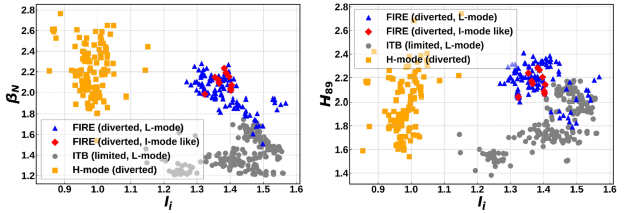 2.8
2.6
2.4
2.2
2.0
1.8
1.6
1.4
1.2
β_N
FIRE (diverted, L-mode)
FIRE (diverted, I-mode like)
ITB (limited, L-mode)
H-mode (diverted)
0.9 1.0 1.1 1.2 1.3 1.4 1.5 1.6
l_i
2.8
2.6
2.4
2.2
2.0
1.8
1.6
1.4
H_89
FIRE (diverted, L-mode)
FIRE (diverted, I-mode like)
ITB (limited, L-mode)
H-mode (diverted)
0.9 1.0 1.1 1.2 1.3 1.4 1.5 1.6
l_i